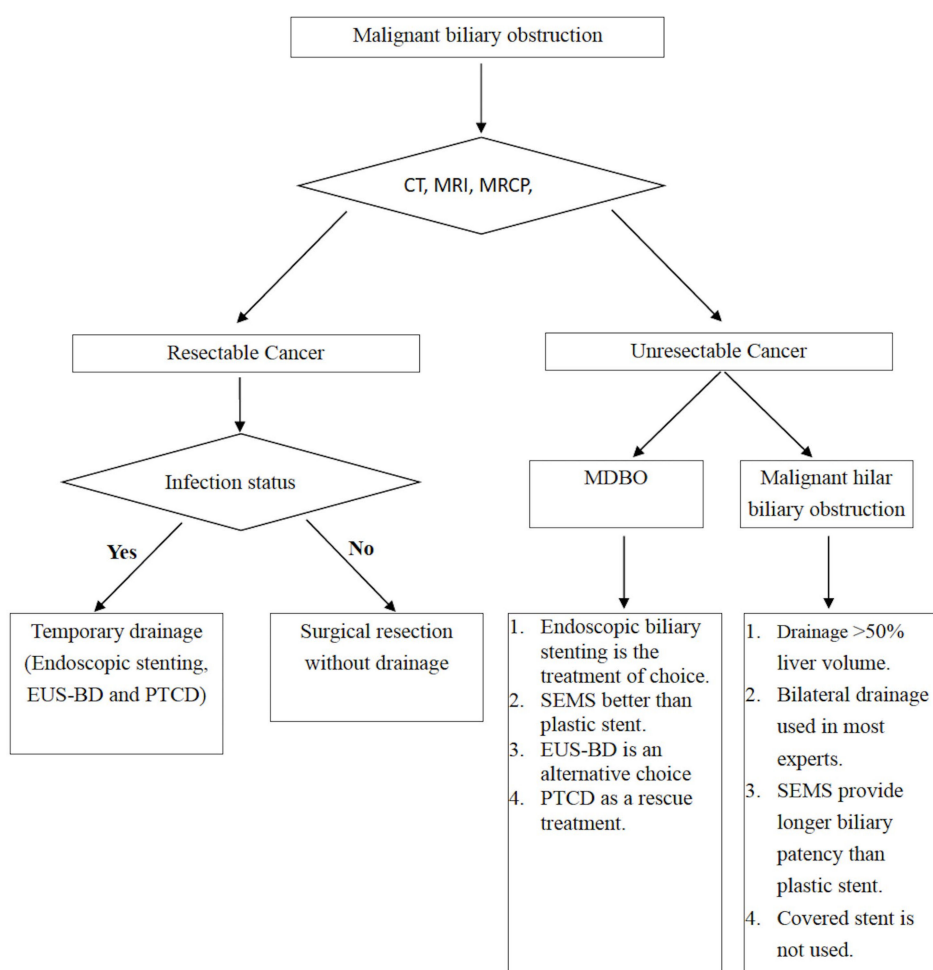 Malignant biliary obstruction
CT, MRI, MRCP,
Resectable Cancer
Unresectable Cancer
Infection status
MDBO
Malignant hilar
biliary obstruction
Yes
No
Temporary drainage
(Endoscopic stenting,
EUS-BD and PTCD)
Surgical resection
without drainage
1. Endoscopic biliary
stenting is the
treatment of choice.
2. SEMS better than
plastic stent.
3. EUS-BD is an
alternative choice
4. PTCD as a rescue
treatment.
1. Drainage >50%
liver volume.
2. Bilateral drainage
used in most
experts.
3. SEMS provide
longer biliary
patency than
plastic stent.
4. Covered stent is
not used.